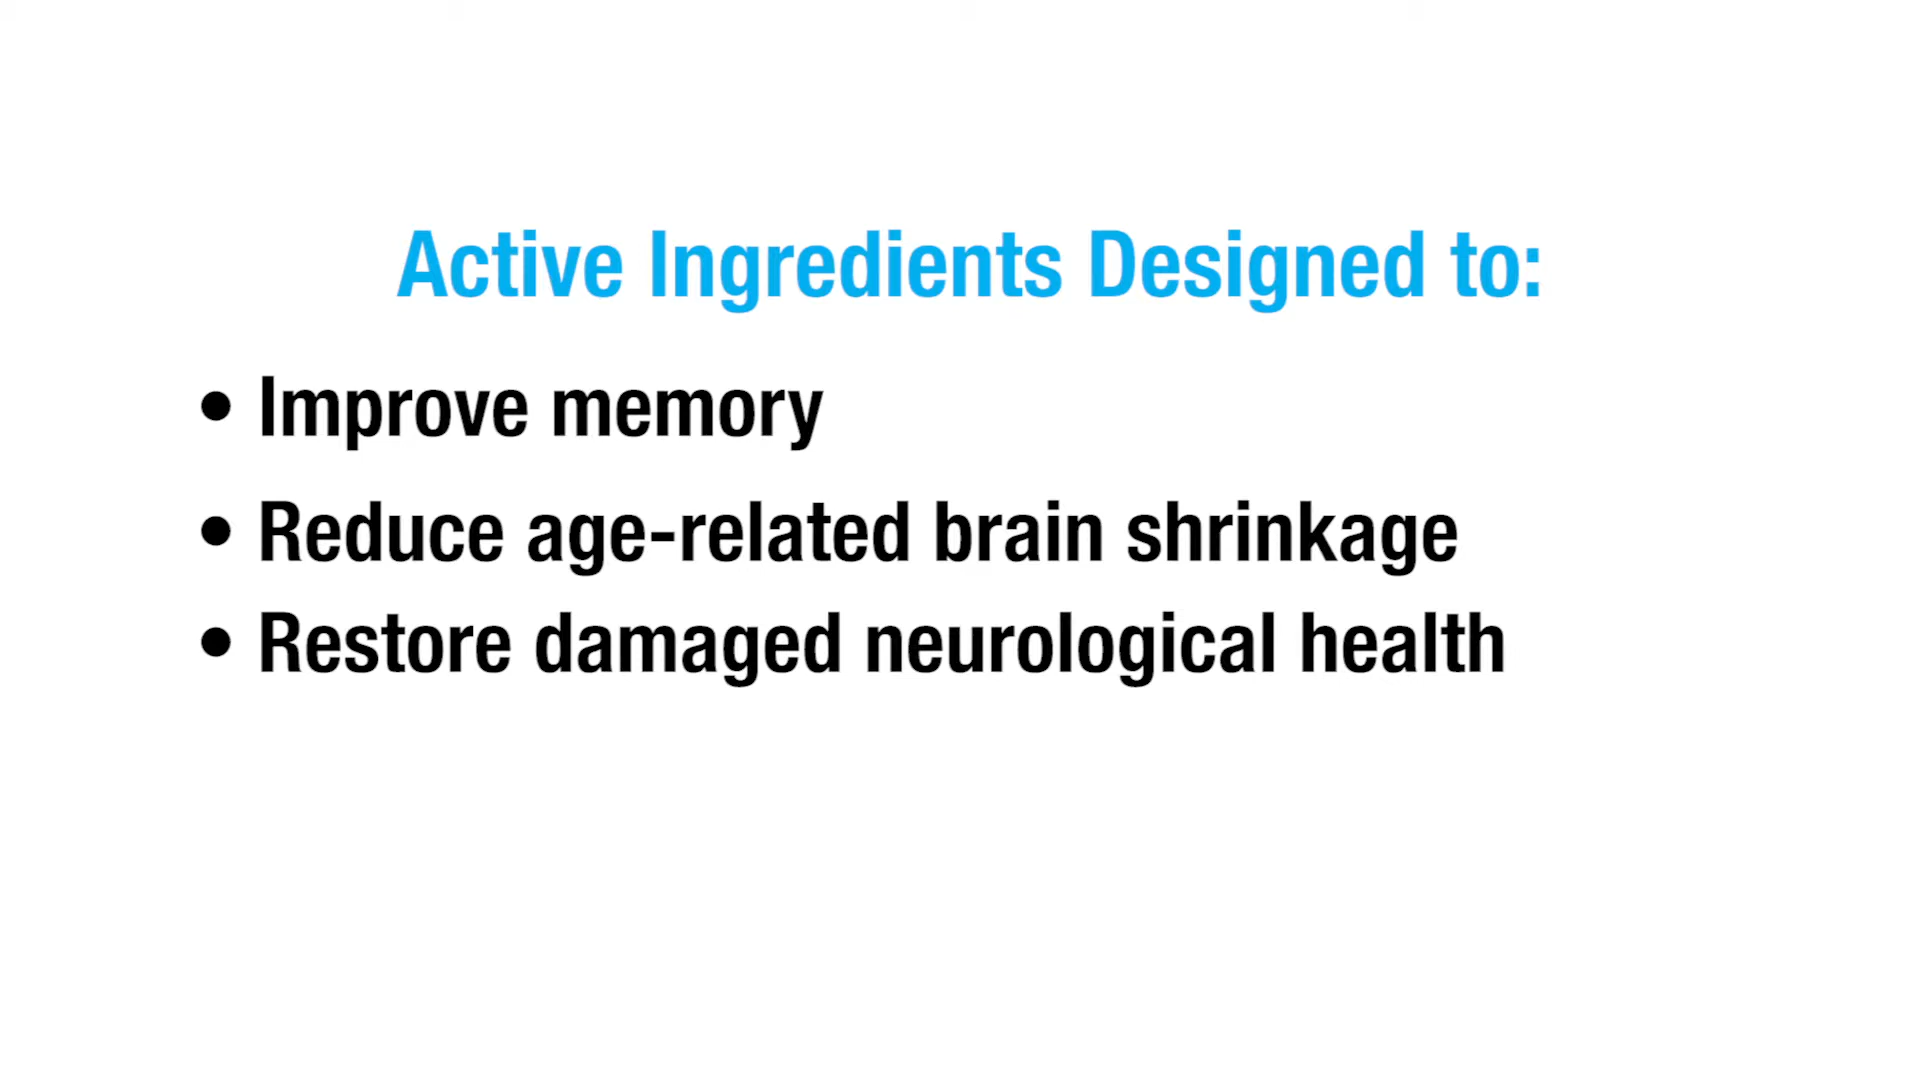 Active Ingredients Designed to:
• Improve memory
• Reduce age-related brain shrinkage
• Restore damaged neurological health